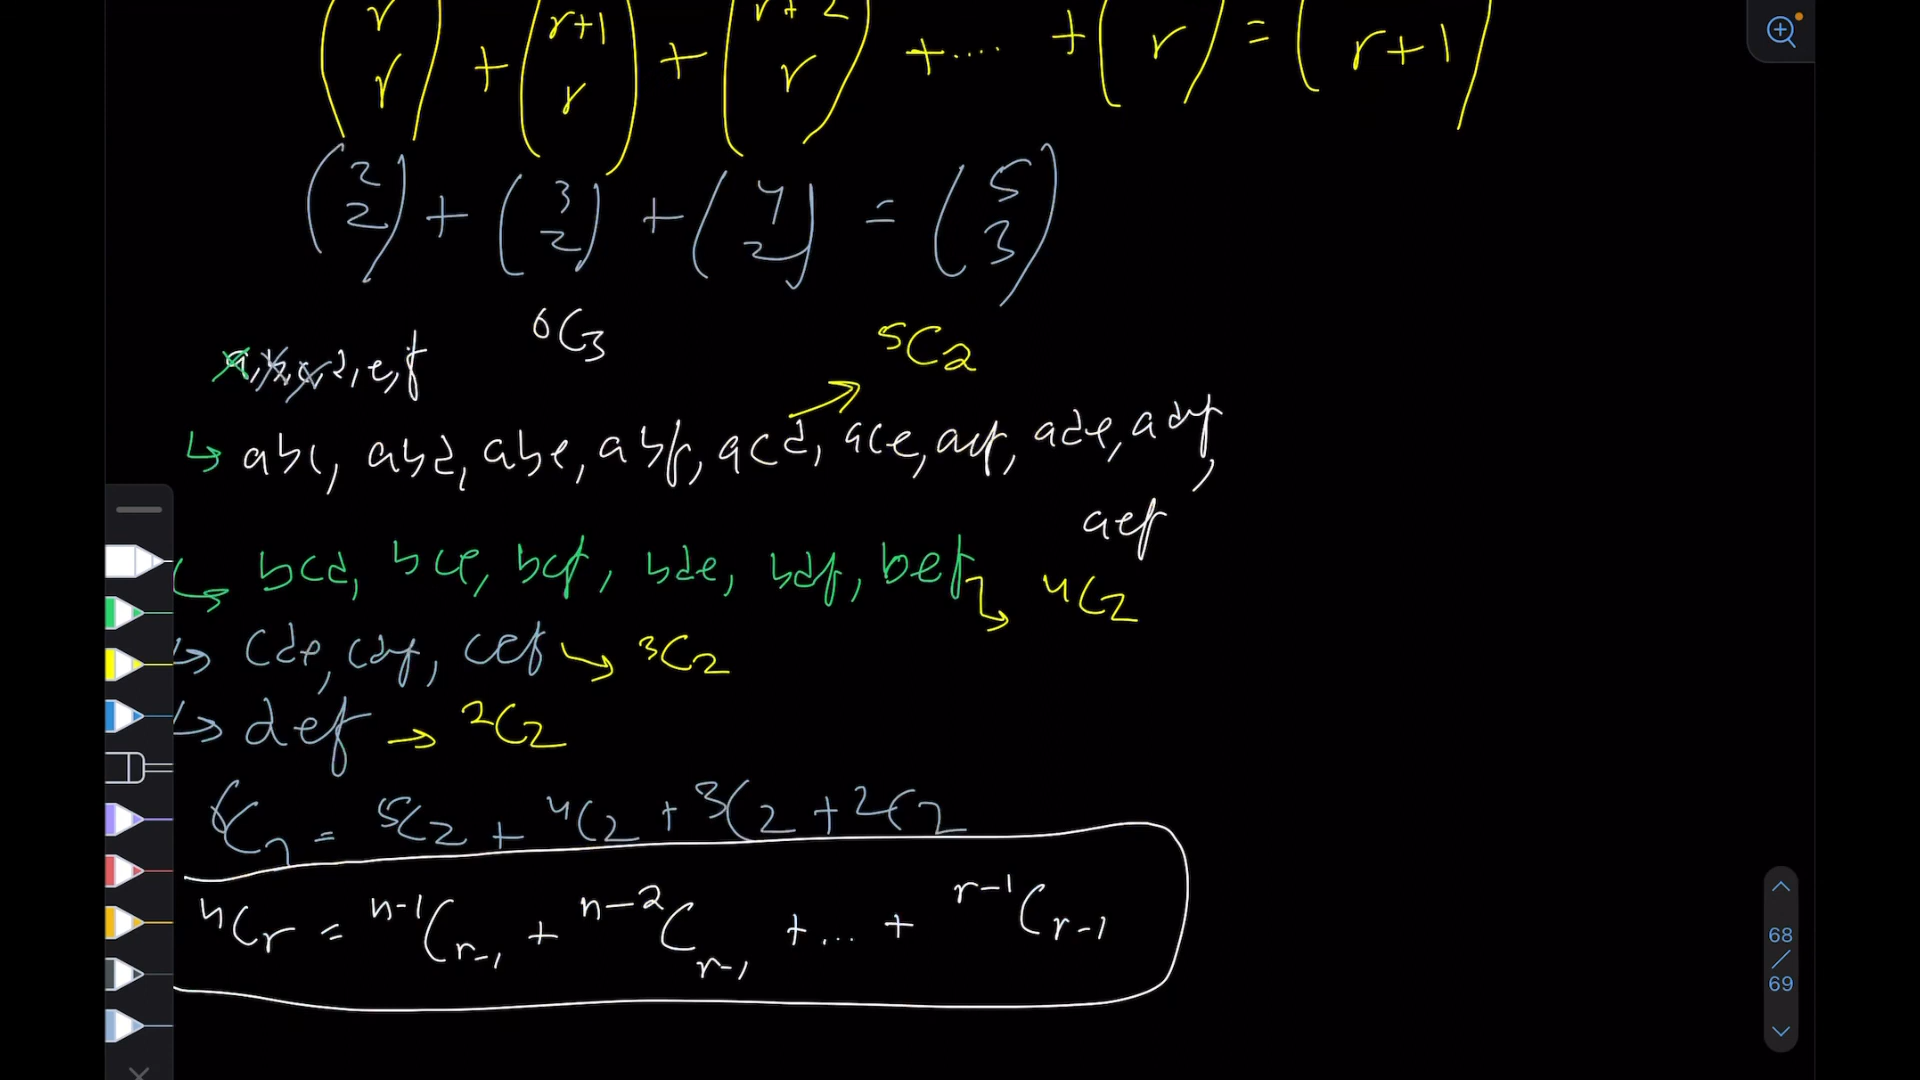 (r r) + (r+1 r) + (r+2 r) + .... + ( r) = ( r+1)
(2 2) + (3 2) + (4 2) = (5 3)
6C3
5C2
a, b, c, d, e, f
abc, abd, abe, abf, acd, ace, acf, ade, adf,
aef
bcd, bce, bcf, bde, bdf, bef 4C2
cde, cdf, cef 3C2
def → 2C2
6C3 = 5C2 + 4C2 + 3C2 + 2C2
nCr = n-1Cr-1 + n-2Cr-1 + ... + r-1Cr-1
68
/
69